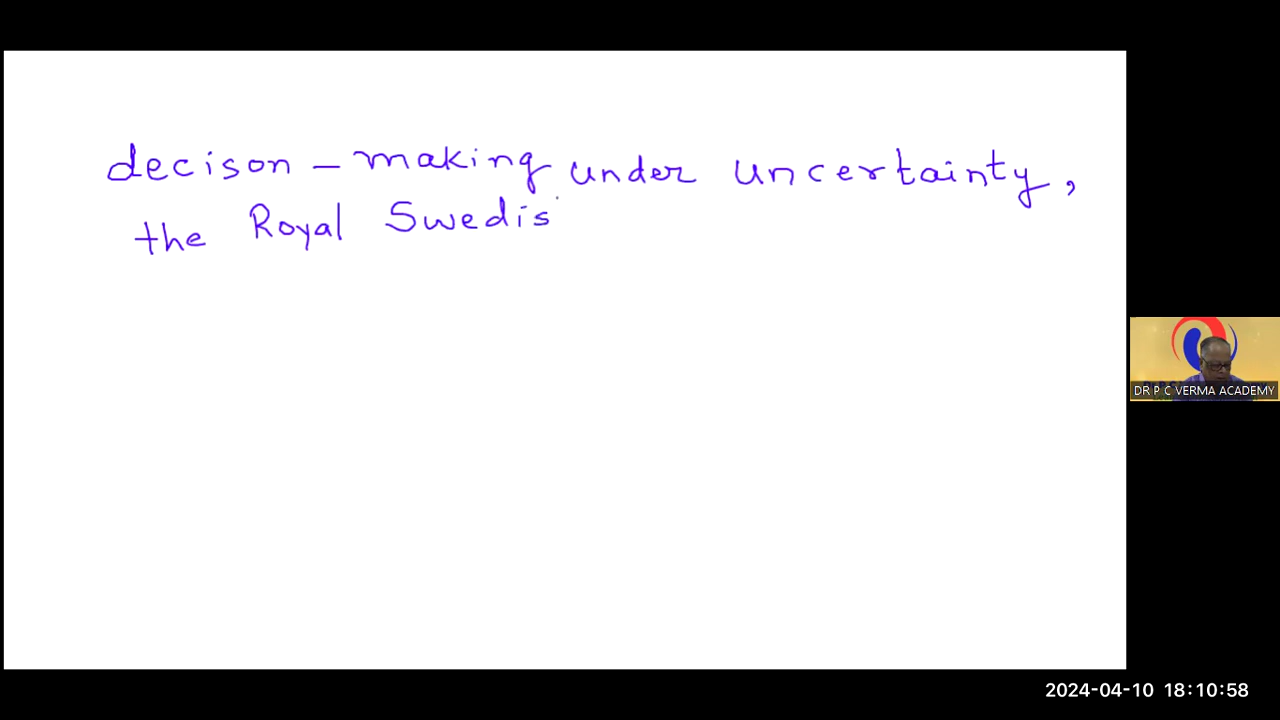 decison - making under uncertainty,
the Royal Swedis
DR P C VERMA ACADEMY
2024-04-10 18:10:58